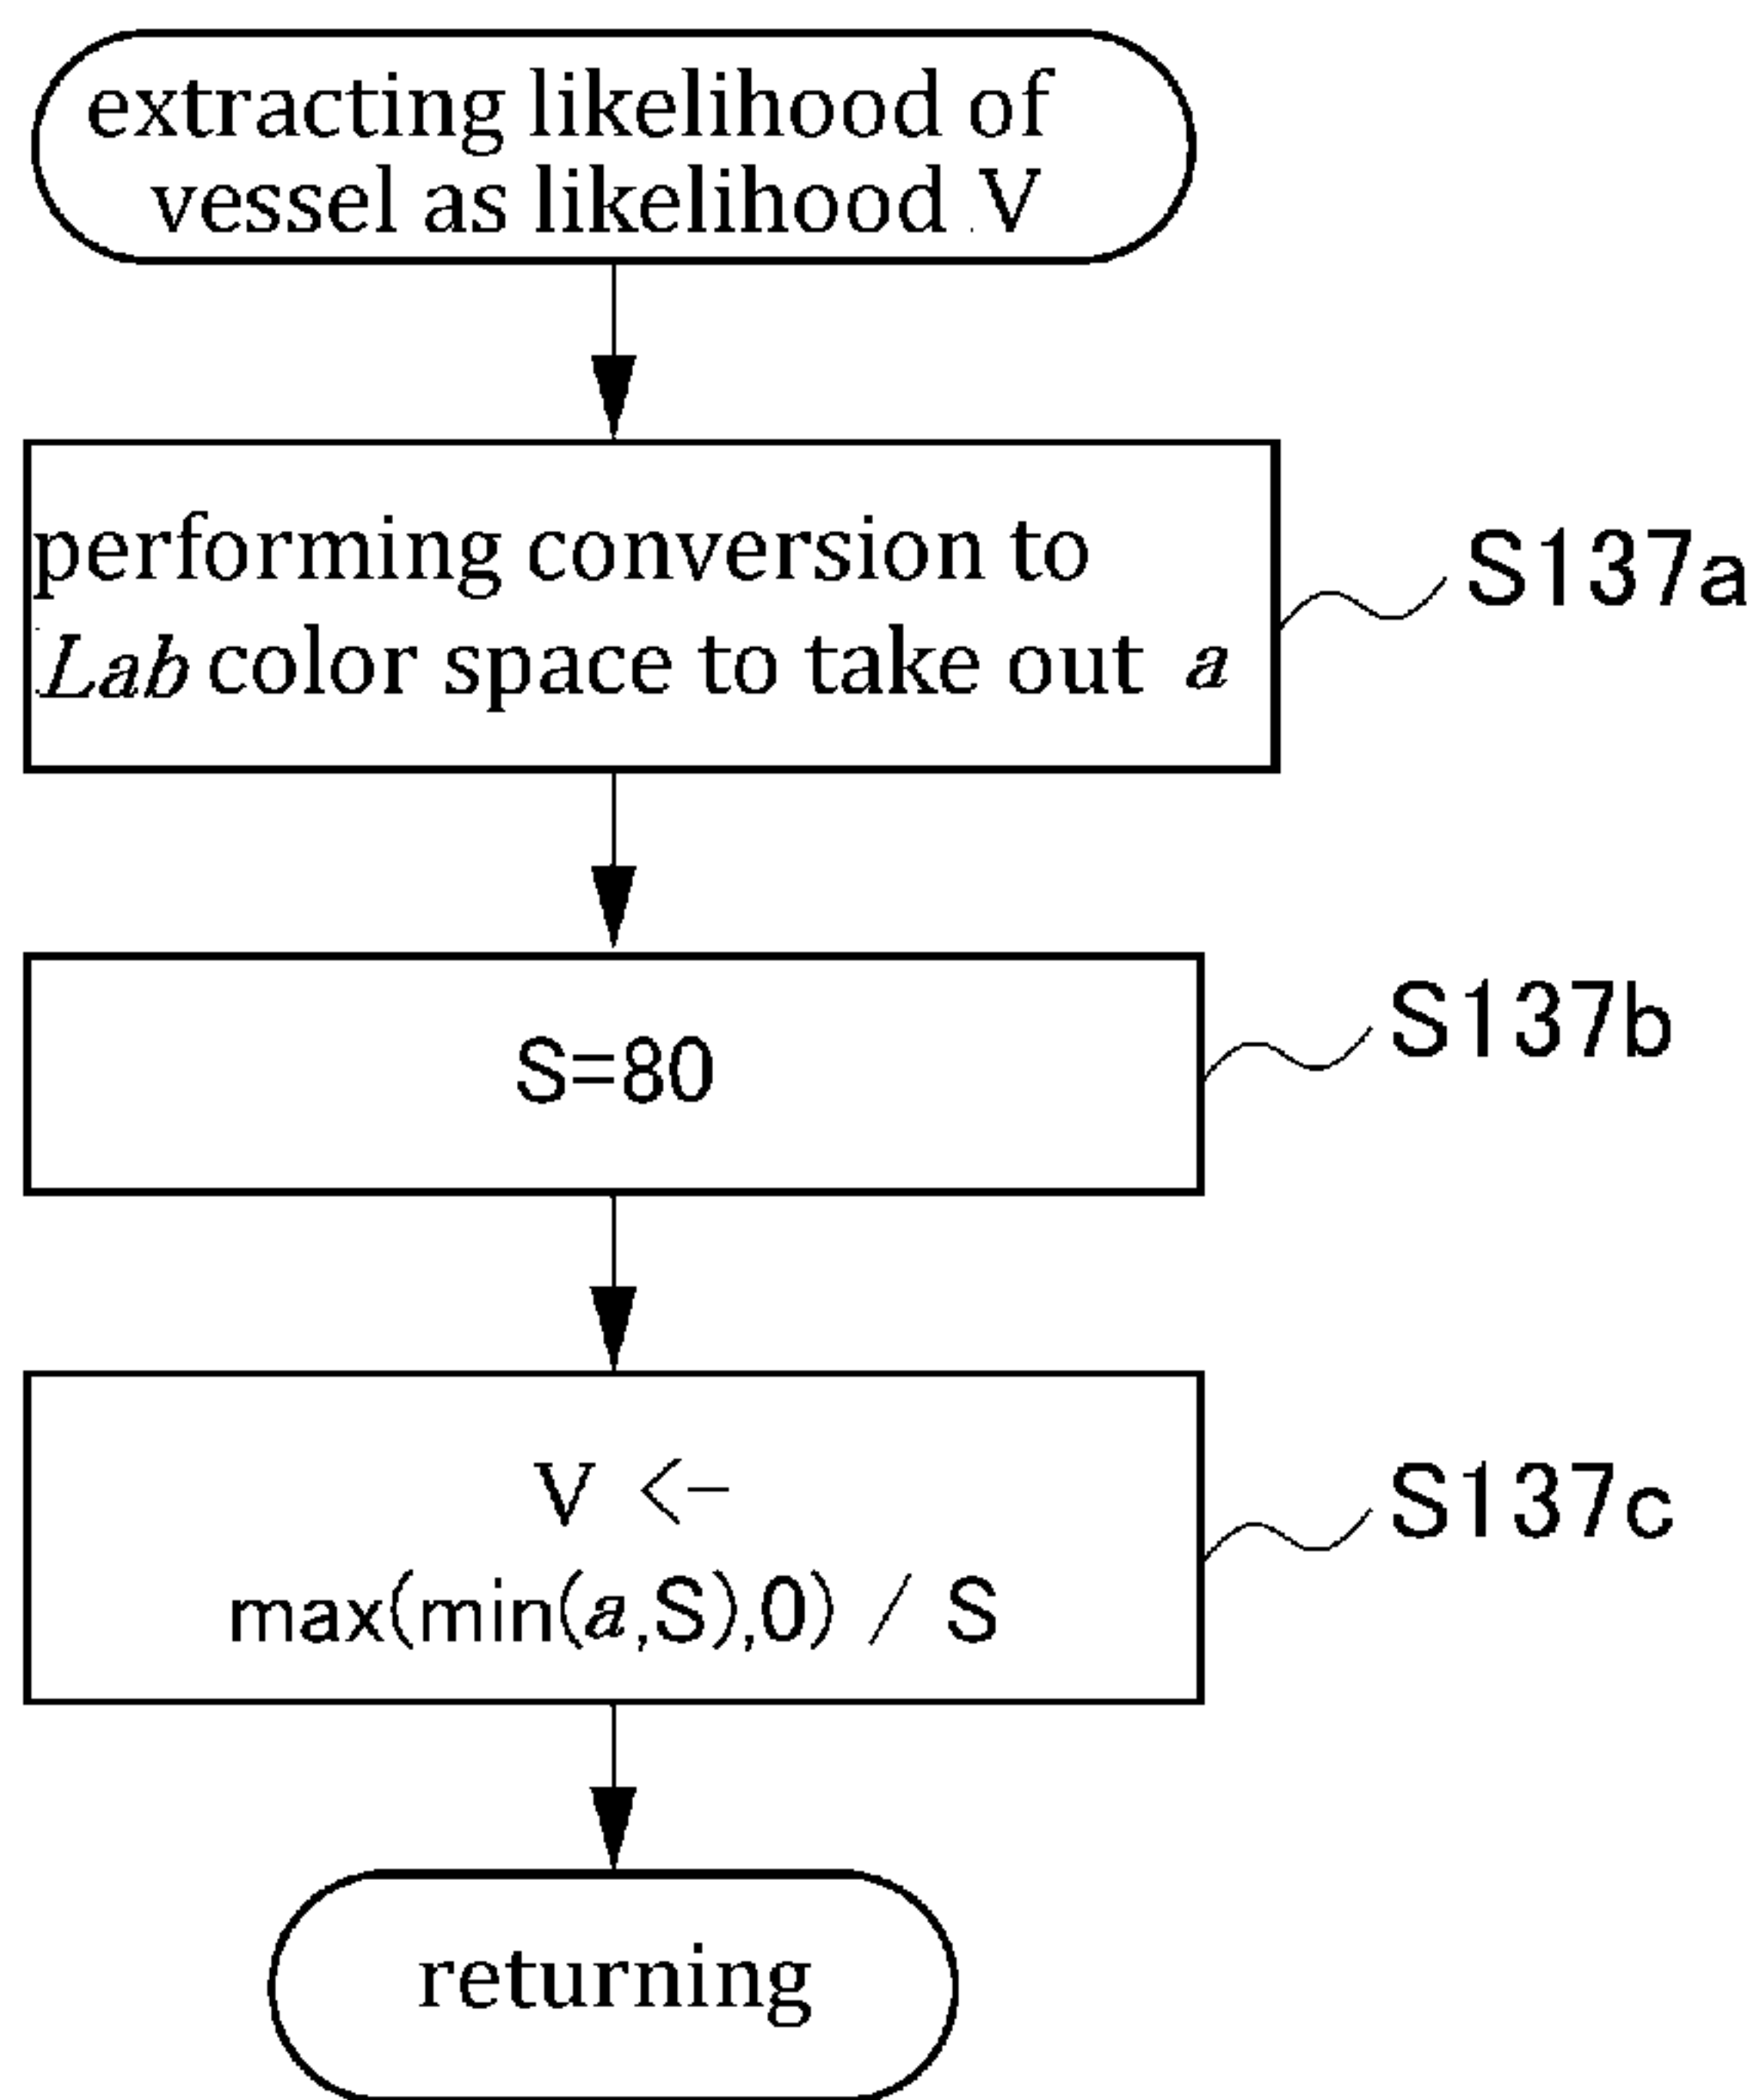 extracting likelihood of
vessel as likelihood V
performing conversion to
Lab color space to take out a
S137a
S=80
S137b
V <-
max(min(a,S),0) / S
S137c
returning